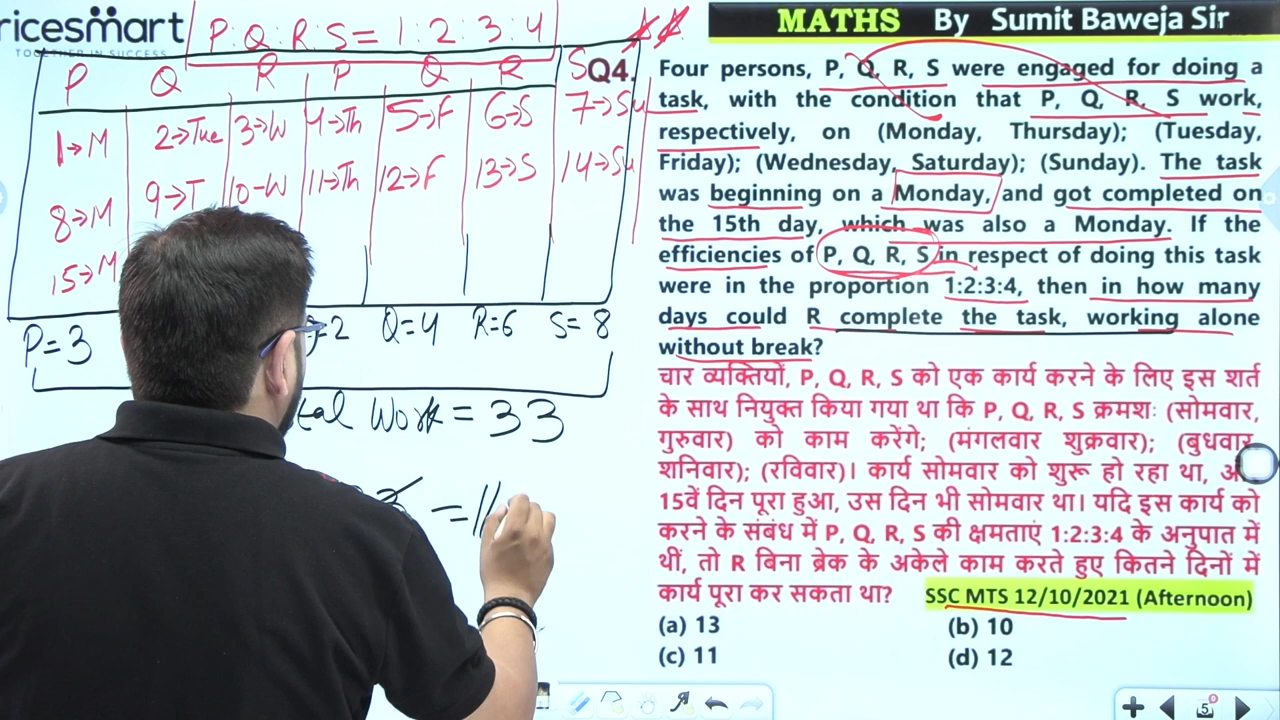 ricesmart
TO TOWER IN SUCCESS
P:Q:R:S = 1:2:3:4
P Q R P Q R S
1→M 2→Tue 3→W 4→Th 5→F 6→S 7→Su
8→M 9→T 10-W 11→Th 12→F 13→S 14→Su
15→M
P=3 =2 Q=4 R=6 S=8
tal Work = 33
= 11
MATHS By Sumit Baweja Sir
Q4. Four persons, P, Q, R, S were engaged for doing a
task, with the condition that P, Q, R, S work,
respectively, on (Monday, Thursday); (Tuesday,
Friday); (Wednesday, Saturday); (Sunday). The task
was beginning on a Monday, and got completed on
the 15th day, which was also a Monday. If the
efficiencies of P, Q, R, S in respect of doing this task
were in the proportion 1:2:3:4, then in how many
days could R complete the task, working alone
without break?
चार व्यक्तियों, P, Q, R, S को एक कार्य करने के लिए इस शर्त
के साथ नियुक्त किया गया था कि P, Q, R, S क्रमशः (सोमवार,
गुरुवार) को काम करेंगे; (मंगलवार शुक्रवार); (बुधवार,
शनिवार); (रविवार)। कार्य सोमवार को शुरू हो रहा था, अ
15वें दिन पूरा हुआ, उस दिन भी सोमवार था। यदि इस कार्य को
करने के संबंध में P, Q, R, S की क्षमताएं 1:2:3:4 के अनुपात में
थीं, तो R बिना ब्रेक के अकेले काम करते हुए कितने दिनों में
कार्य पूरा कर सकता था? SSC MTS 12/10/2021 (Afternoon)
(a) 13 (b) 10
(c) 11 (d) 12
5